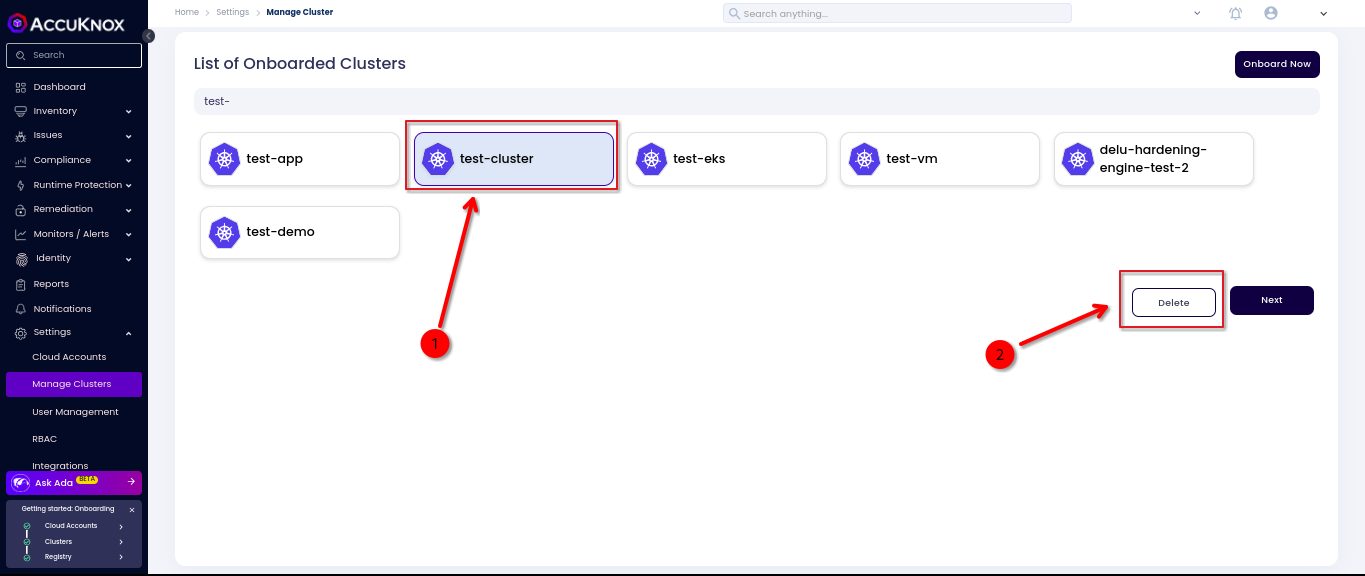 Home > Settings > Manage Cluster
Search anything...
ACCUKNOX
Search
Dashboard
Inventory
Issues
Compliance
Runtime Protection
Remediation
Monitors / Alerts
Identity
Reports
Notifications
Settings
Cloud Accounts
Manage Clusters
User Management
RBAC
Integrations
Ask Ada BETA
Getting started: Onboarding ×
Cloud Accounts
Clusters
Registry
List of Onboarded Clusters
Onboard Now
test-
test-app
test-cluster
test-eks
test-vm
delu-hardening-
engine-test-2
test-demo
Delete
Next
1
2